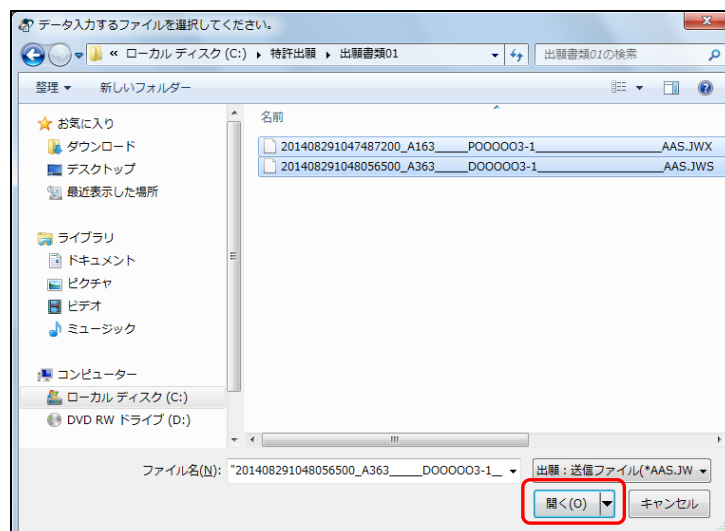 データ入力するファイルを選択してください。
« ローカル ディスク (C:) ▸ 特許出願 ▸ 出願書類01
出願書類01の検索
整理 ▼ 新しいフォルダー
お気に入り
ダウンロード
デスクトップ
最近表示した場所
ライブラリ
ドキュメント
ピクチャ
ビデオ
ミュージック
コンピューター
ローカル ディスク (C:)
DVD RW ドライブ (D:)
名前
201408291047487200_A163_____POOOOO3-1___________________AAS.JWX
201408291048056500_A363_____DOOOOO3-1___________________AAS.JWS
ファイル名(N): "201408291048056500_A363_____DOOOOO3-1__
出願：送信ファイル(*AAS.JW
開く(O)
キャンセル